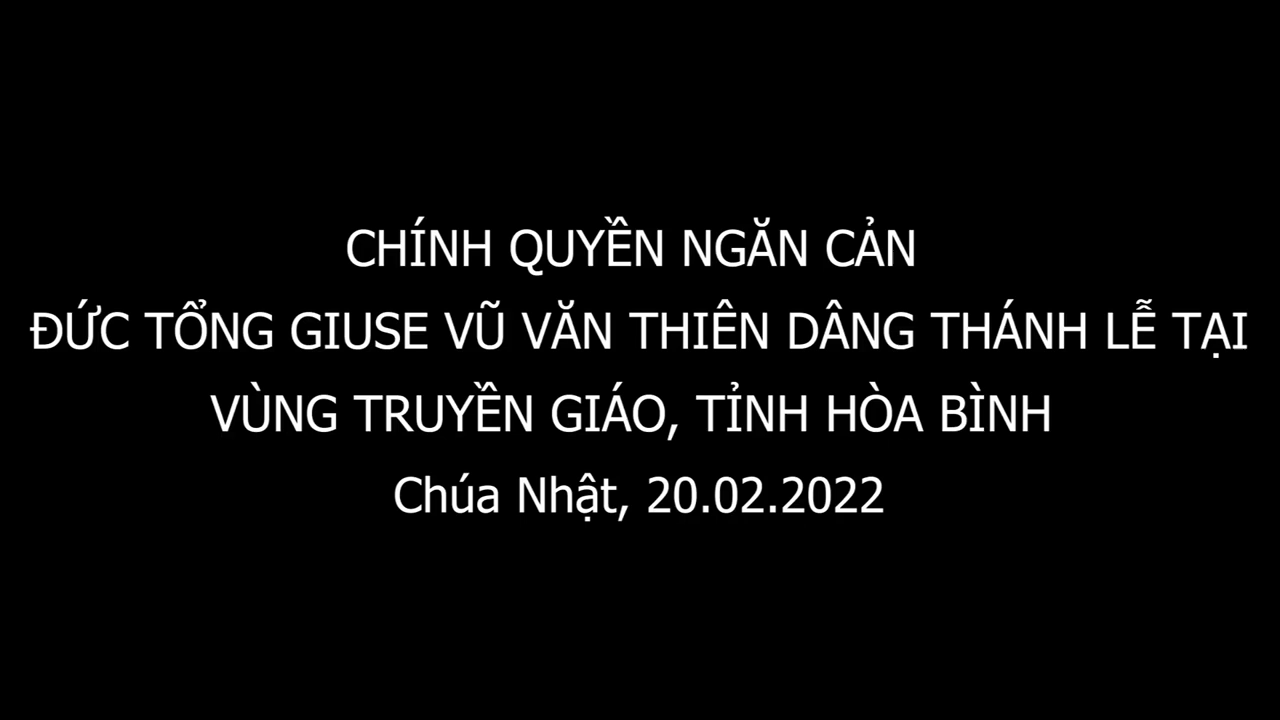 CHÍNH QUYỀN NGĂN CẢN
ĐỨC TỔNG GIUSE VŨ VĂN THIÊN DÂNG THÁNH LỄ TẠI
VÙNG TRUYỀN GIÁO, TỈNH HÒA BÌNH
Chúa Nhật, 20.02.2022